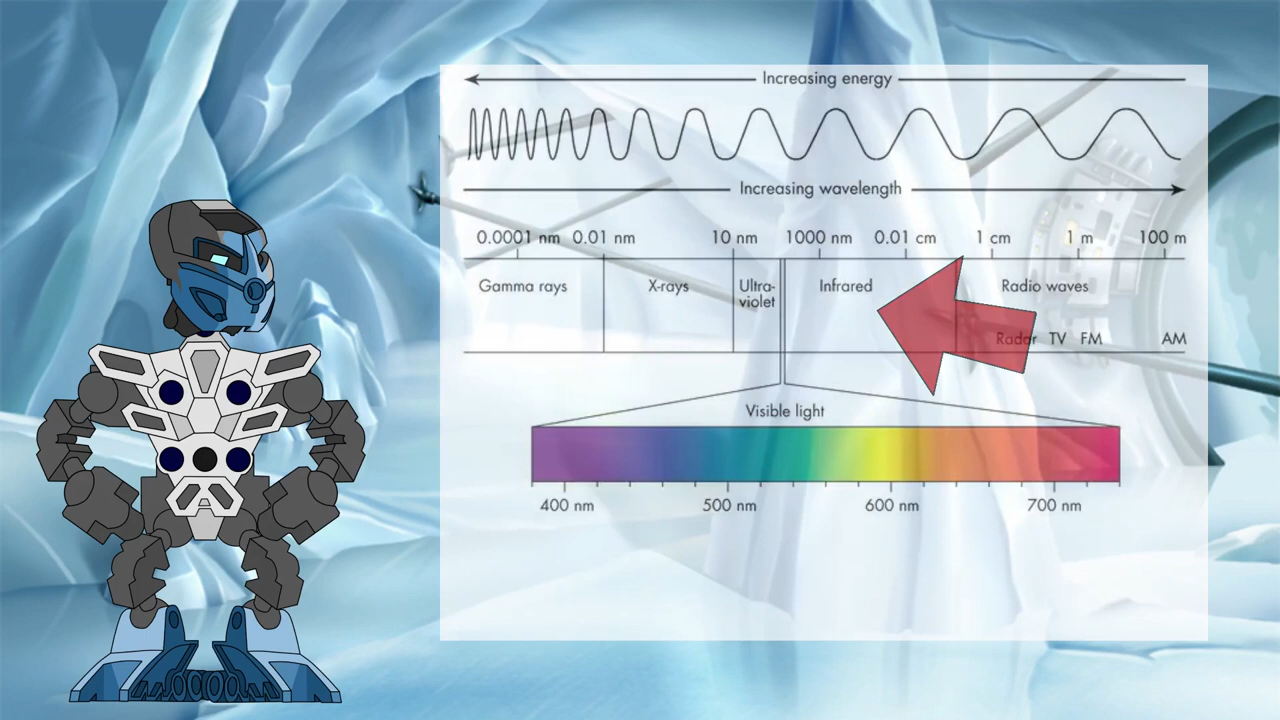 Increasing energy
Increasing wavelength
0.0001 nm 0.01 nm 10 nm 1000 nm 0.01 cm 1 cm 1 m 100 m
Gamma rays X-rays Ultra- Infrared Radio waves
violet
Radar TV FM AM
Visible light
400 nm 500 nm 600 nm 700 nm